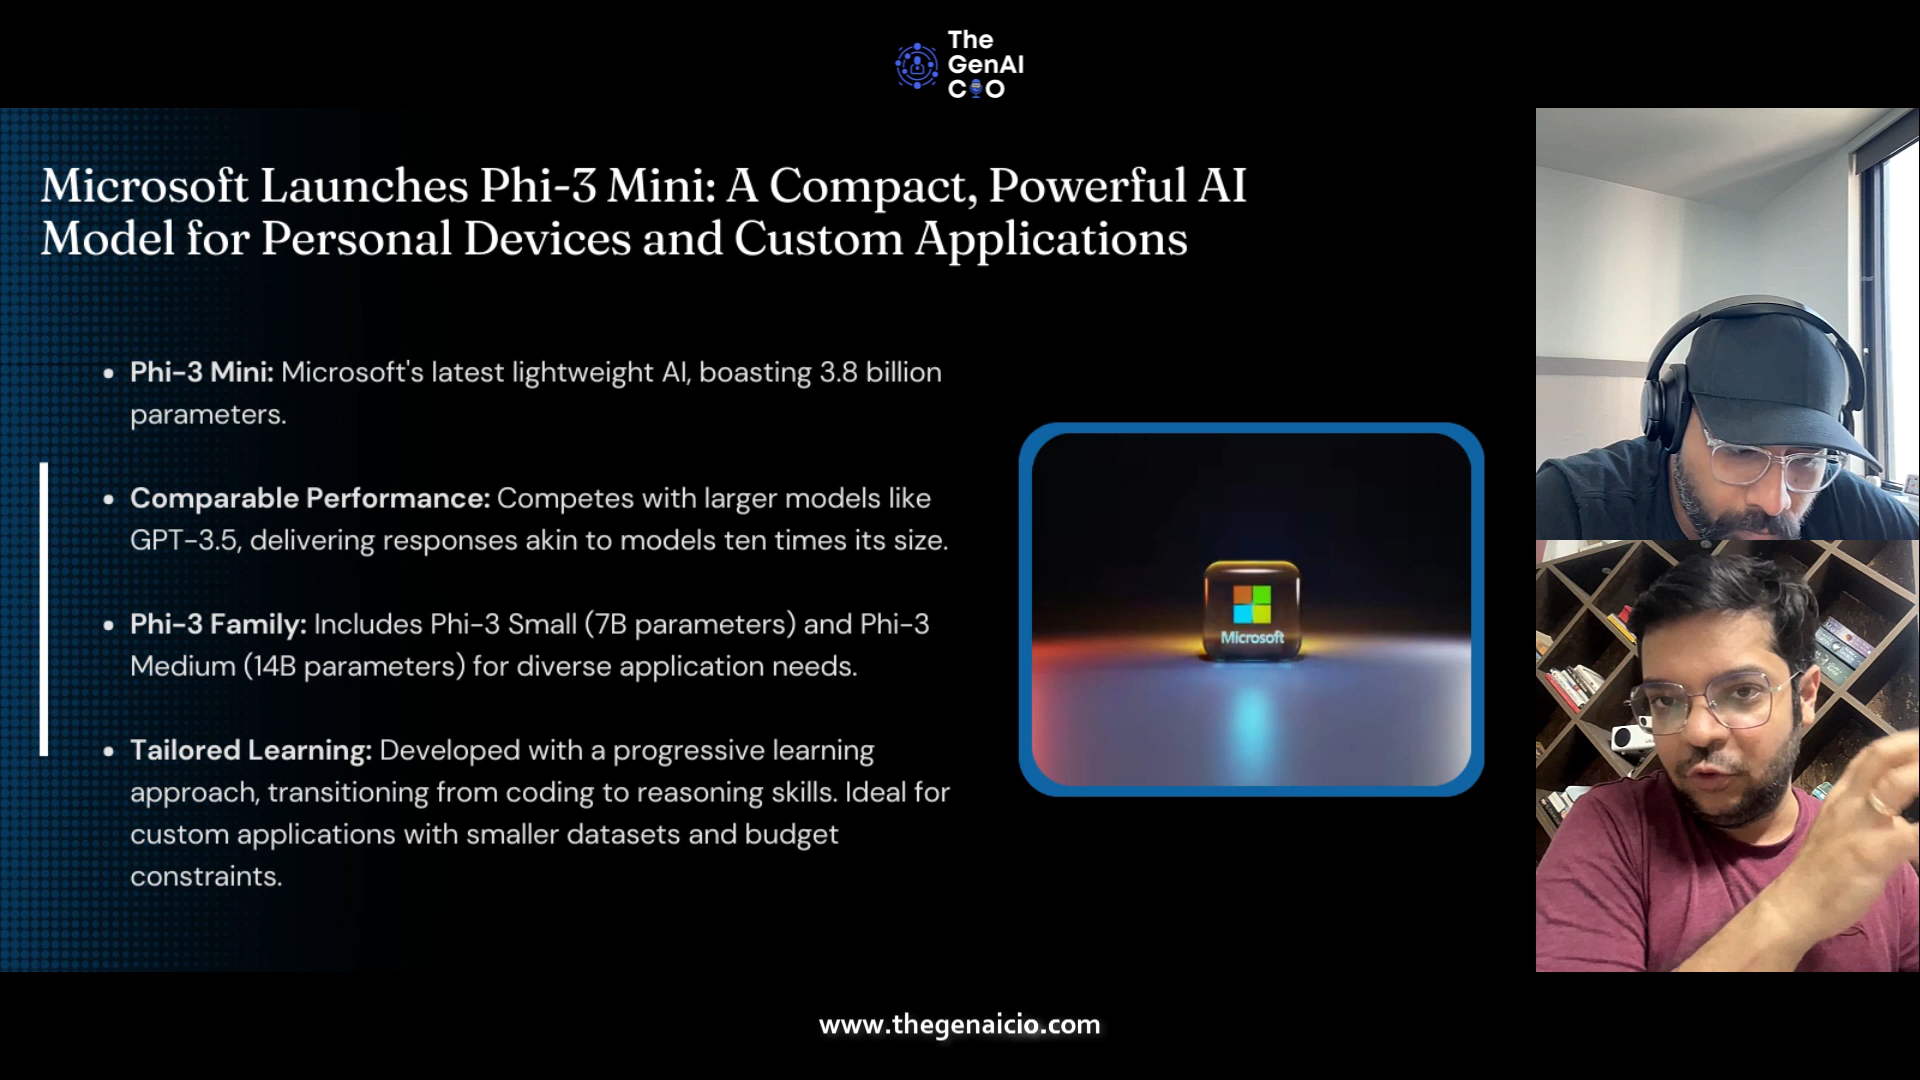 The
GenAI
CIO
Microsoft Launches Phi-3 Mini: A Compact, Powerful AI
Model for Personal Devices and Custom Applications
• Phi-3 Mini: Microsoft's latest lightweight AI, boasting 3.8 billion
parameters.
• Comparable Performance: Competes with larger models like
GPT-3.5, delivering responses akin to models ten times its size.
• Phi-3 Family: Includes Phi-3 Small (7B parameters) and Phi-3
Medium (14B parameters) for diverse application needs.
• Tailored Learning: Developed with a progressive learning
approach, transitioning from coding to reasoning skills. Ideal for
custom applications with smaller datasets and budget
constraints.
Microsoft
www.thegenaicio.com